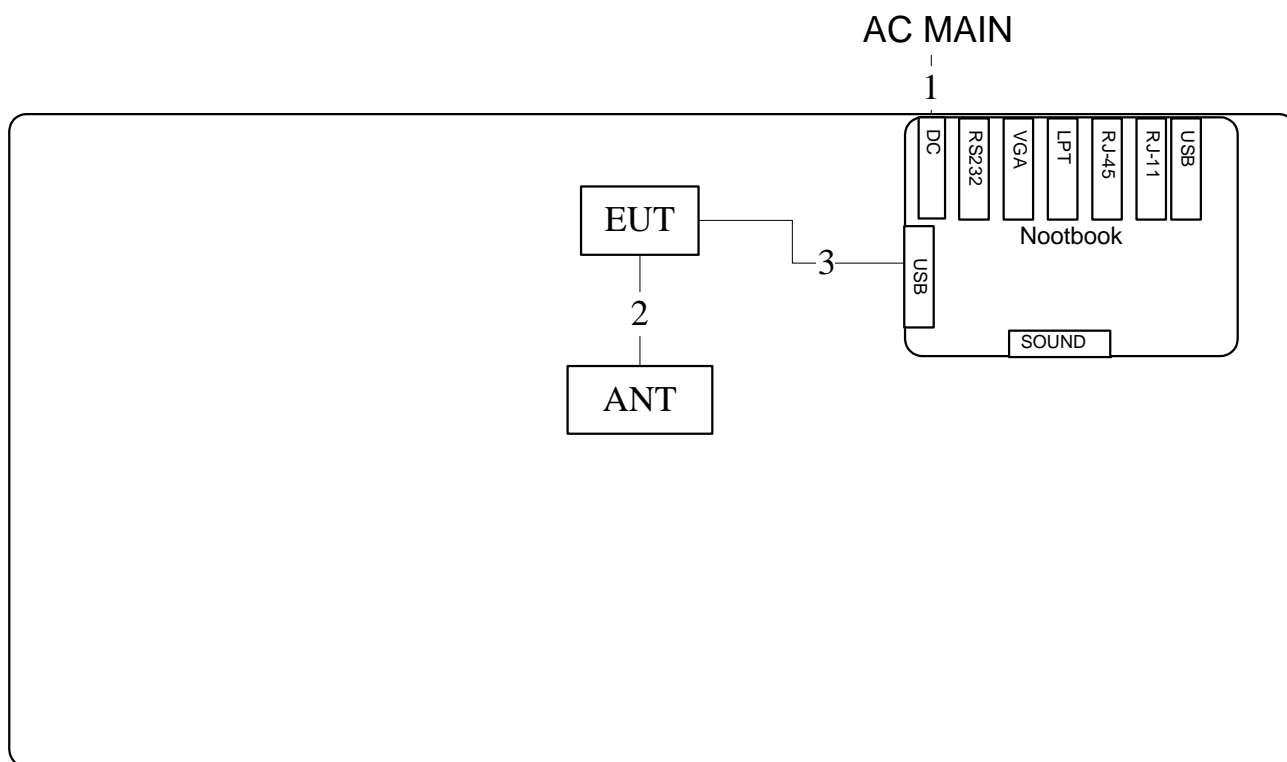 AC MAIN
1
DC
RS232
VGA
LPT
RJ-45
RJ-11
USB
EUT
Nootbook
3
USB
2
SOUND
ANT